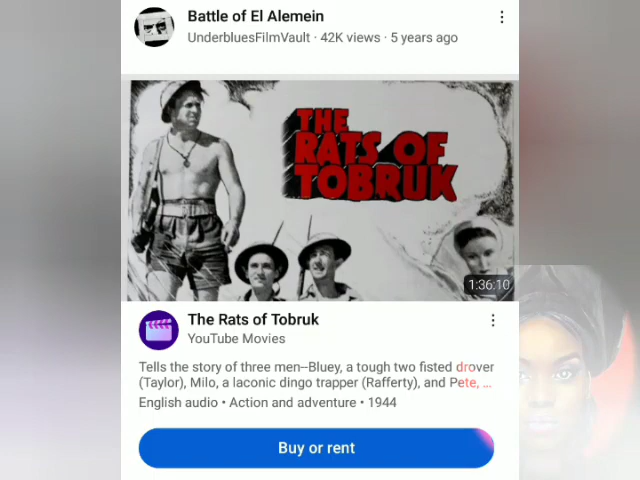 Battle of El Alemein
UnderbluesFilmVault · 42K views · 5 years ago
THE
RATS OF
TOBRUK
1:36:10
The Rats of Tobruk
YouTube Movies
Tells the story of three men--Bluey, a tough two fisted drover
(Taylor), Milo, a laconic dingo trapper (Rafferty), and Pete, ...
English audio • Action and adventure • 1944
Buy or rent